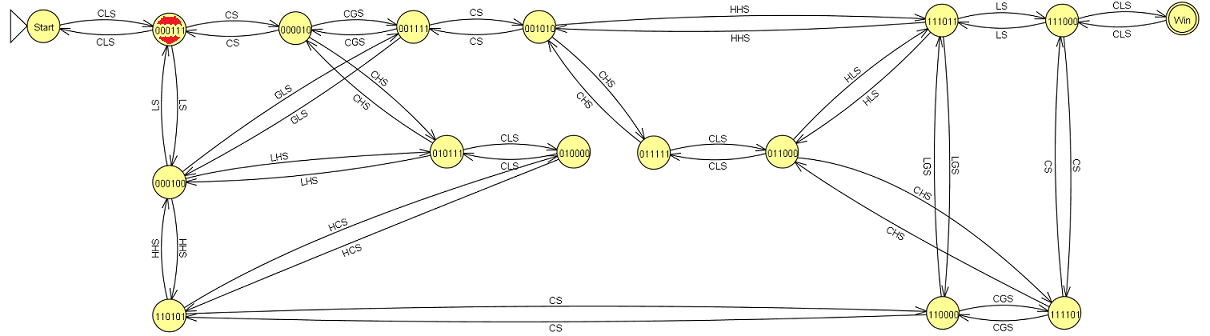 HHS
CLS
CS
CGS
CS
LS
CLS
Start
000111
000010
001111
001010
111011
111000
Win
CLS
CS
CGS
CS
HHS
LS
CLS
GLS
CHS
CHS
HLS
LS
LS
GLS
CHS
CHS
HLS
CLS
CLS
LHS
010111
010000
011111
011000
CLS
CLS
LHS
000100
LGS
LGS
CS
CS
CHS
HCS
CHS
HHS
HHS
HCS
CS
CGS
110101
110000
111101
CS
CGS